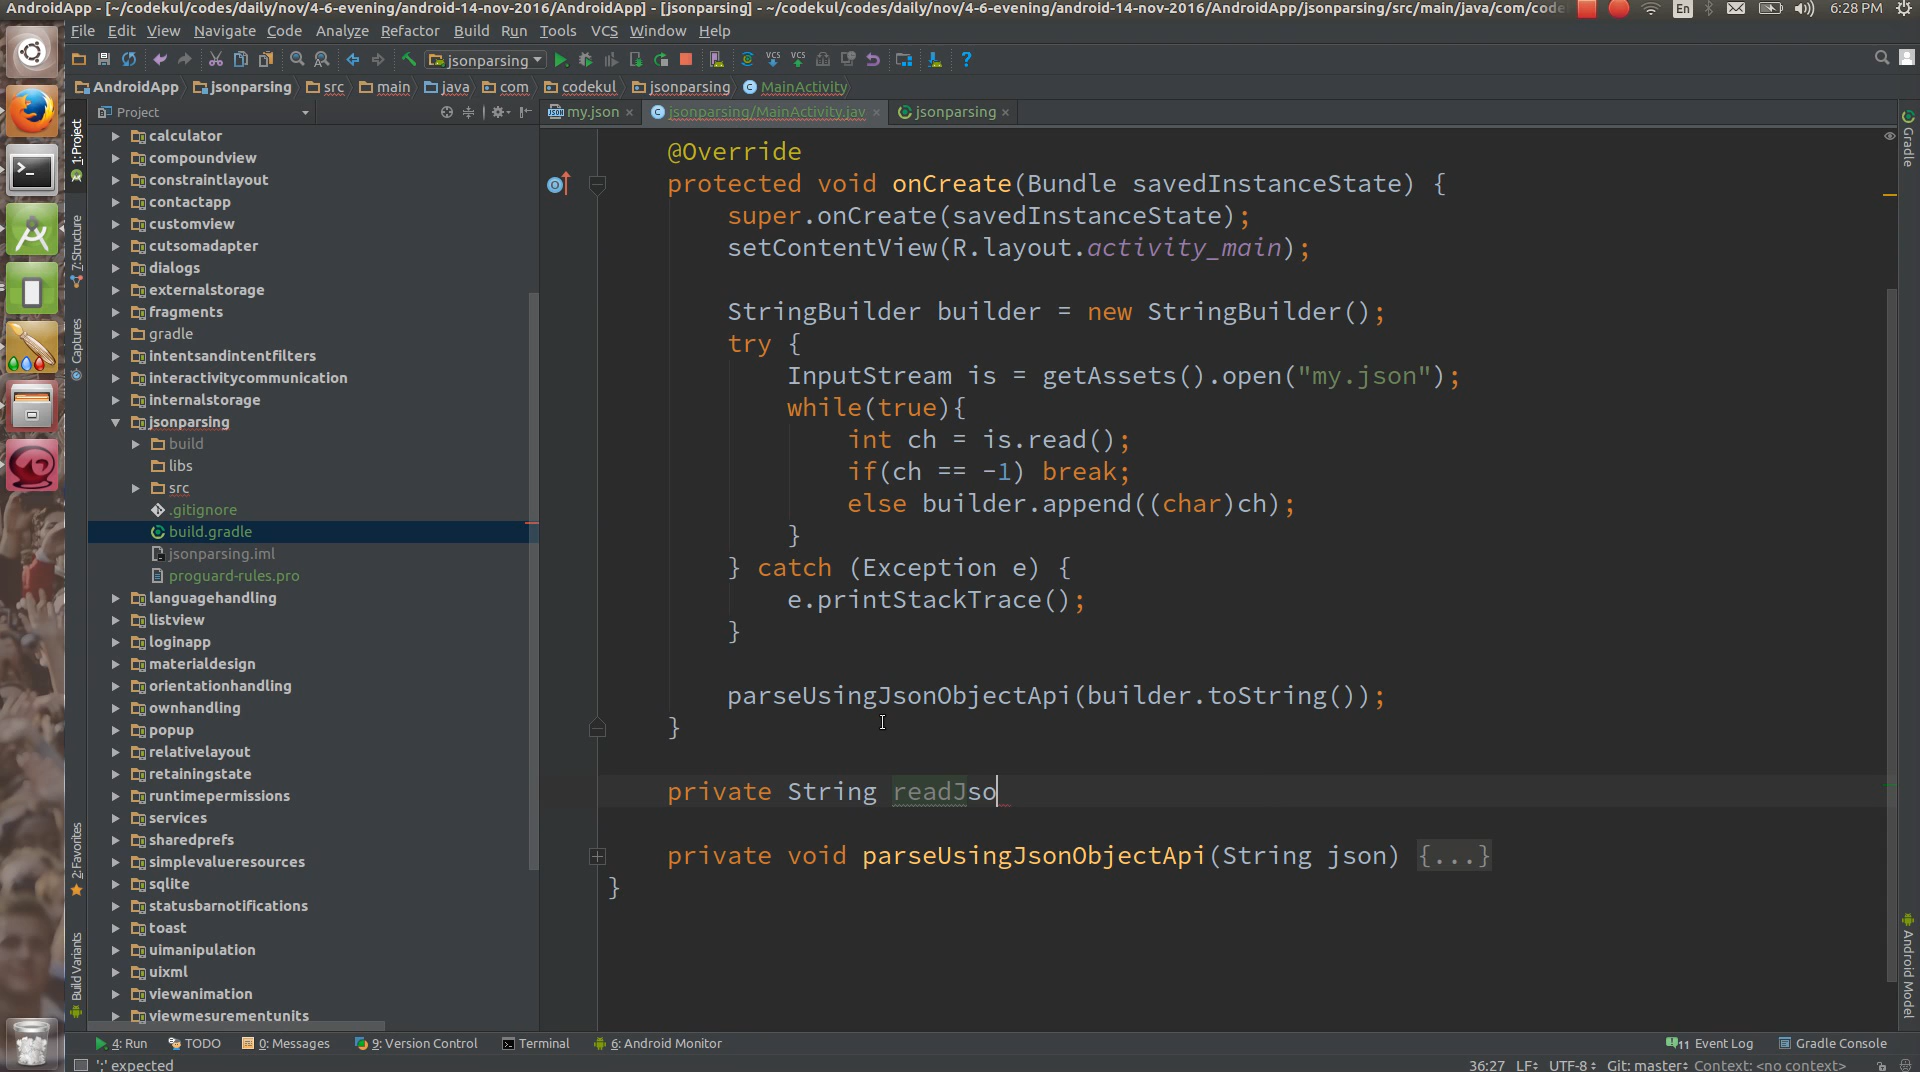 AndroidApp - [~/codekul/codes/daily/nov/4-6-evening/android-14-nov-2016/AndroidApp] - [jsonparsing] - ~/codekul/codes/daily/nov/4-6-evening/android-14-nov-2016/AndroidApp/jsonparsing/src/main/java/com/code
En
6:28 PM
File Edit View Navigate Code Analyze Refactor Build Run Tools VCS Window Help
jsonparsing
VCS VCS
AndroidApp jsonparsing src main java com codekul jsonparsing MainActivity
Project
my.json jsonparsing/MainActivity.jav jsonparsing
1: Project
7: Structure
Captures
2: Favorites
Build Variants
calculator
compoundview
constraintlayout
contactapp
customview
cutsomadapter
dialogs
externalstorage
fragments
gradle
intentsandintentfilters
interactivitycommunication
internalstorage
jsonparsing
build
libs
src
.gitignore
build.gradle
jsonparsing.iml
proguard-rules.pro
languagehandling
listview
loginapp
materialdesign
orientationhandling
ownhandling
popup
relativelayout
retainingstate
runtimepermissions
services
sharedprefs
simplevalueresources
sqlite
statusbarnotifications
toast
uimanipulation
uixml
viewanimation
viewmesurementunits
@Override
protected void onCreate(Bundle savedInstanceState) {
super.onCreate(savedInstanceState);
setContentView(R.layout.activity_main);
StringBuilder builder = new StringBuilder();
try {
InputStream is = getAssets().open("my.json");
while(true){
int ch = is.read();
if(ch == -1) break;
else builder.append((char)ch);
}
} catch (Exception e) {
e.printStackTrace();
}
parseUsingJsonObjectApi(builder.toString());
}
private String readJso
private void parseUsingJsonObjectApi(String json) {...}
}
Gradle
Android Model
4: Run TODO 0: Messages 9: Version Control Terminal 6: Android Monitor
11 Event Log Gradle Console
';' expected
36:27 LF÷ UTF-8÷ Git: master÷ Context: <no context>